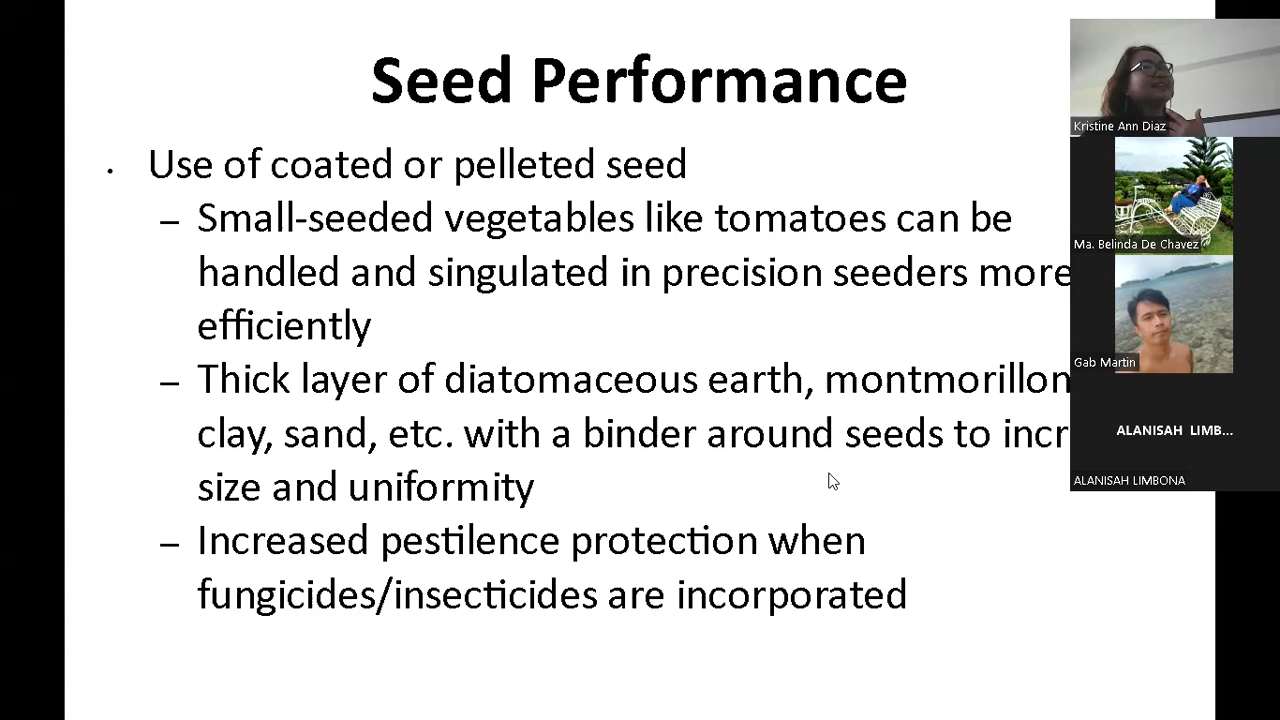 Seed Performance
• Use of coated or pelleted seed
– Small-seeded vegetables like tomatoes can be
handled and singulated in precision seeders more
efficiently
– Thick layer of diatomaceous earth, montmorillon
clay, sand, etc. with a binder around seeds to incr
size and uniformity
– Increased pestilence protection when
fungicides/insecticides are incorporated
Kristine Ann Diaz
Ma. Belinda De Chavez
Gab Martin
ALANISAH LIMB...
ALANISAH LIMBONA